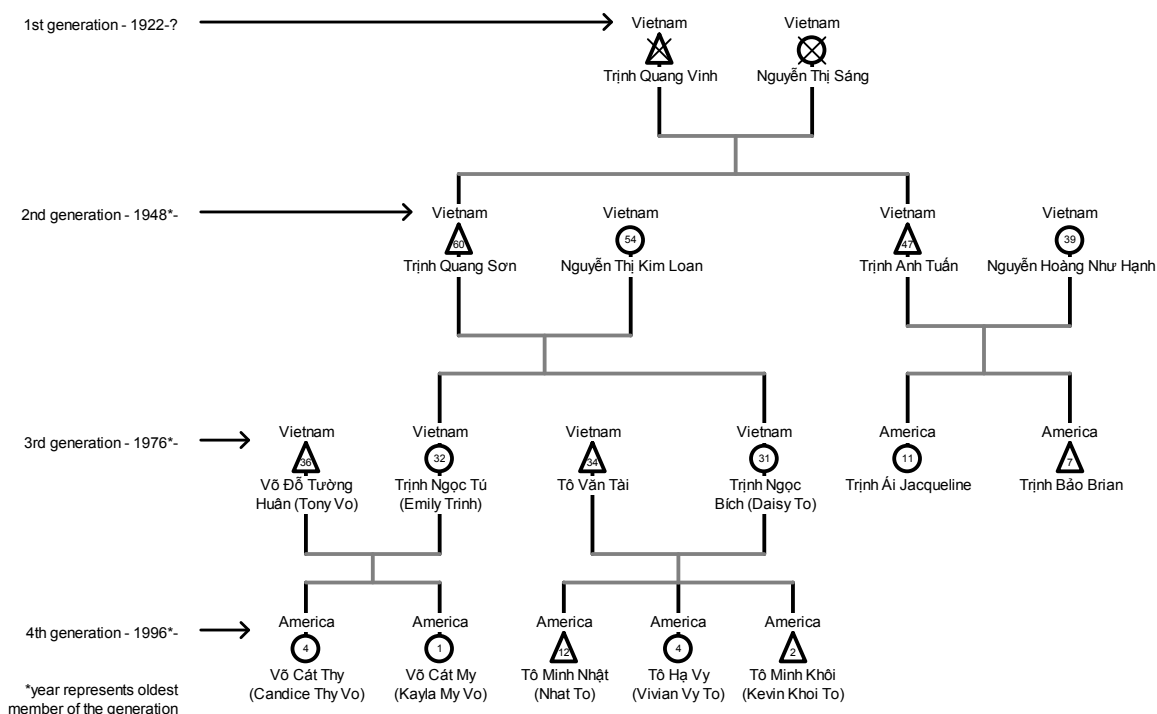 1st generation - 1922-?
Vietnam
Vietnam
Trịnh Quang Vinh
Nguyễn Thị Sáng
2nd generation - 1948*-
Vietnam
Vietnam
Vietnam
Vietnam
60
54
47
39
Trịnh Quang Sơn
Nguyễn Thị Kim Loan
Trịnh Anh Tuấn
Nguyễn Hoàng Như Hạnh
3rd generation - 1976*-
Vietnam
Vietnam
Vietnam
Vietnam
America
America
36
32
34
31
11
7
Võ Đỗ Tường
Huân (Tony Vo)
Trịnh Ngọc Tú
(Emily Trinh)
Tô Văn Tài
Trịnh Ngọc
Bích (Daisy To)
Trịnh Ái Jacqueline
Trịnh Bảo Brian
4th generation - 1996*-
America
America
America
America
America
4
1
12
4
2
Võ Cát Thy
(Candice Thy Vo)
Võ Cát My
(Kayla My Vo)
Tô Minh Nhật
(Nhat To)
Tô Hạ Vy
(Vivian Vy To)
Tô Minh Khôi
(Kevin Khoi To)
*year represents oldest
member of the generation